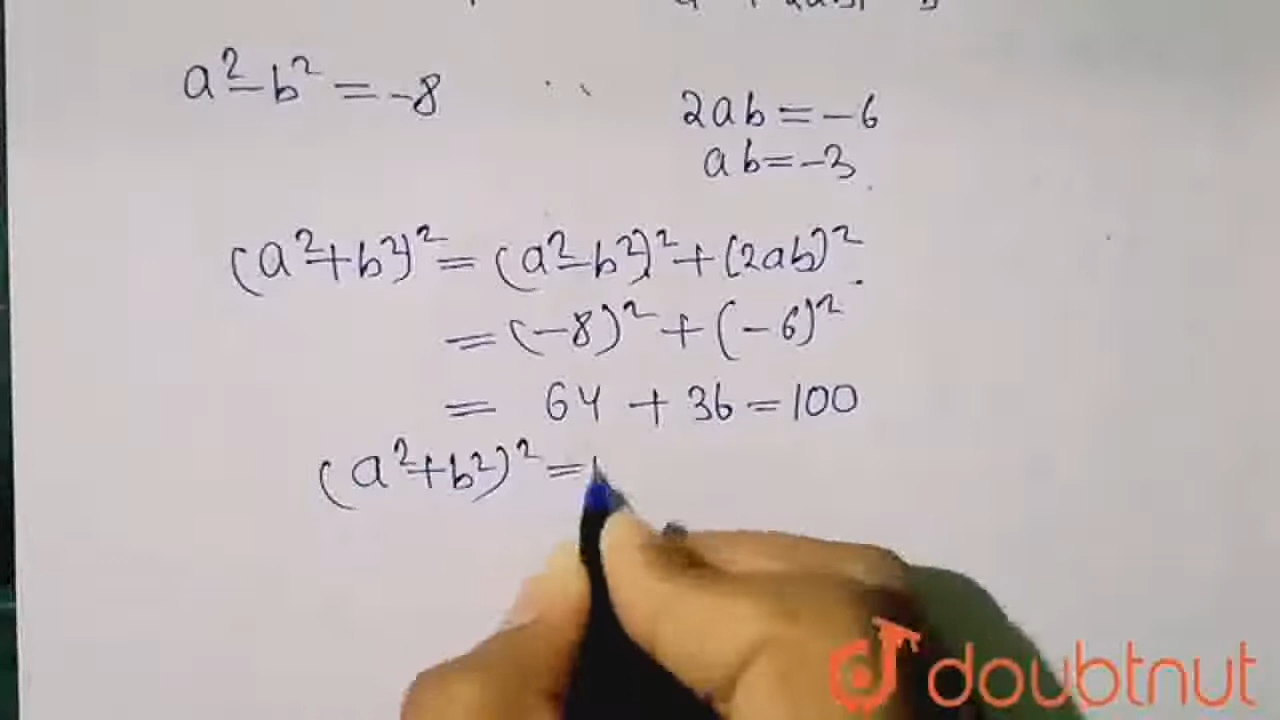 a²-b²=-8
2ab=-6
ab=-3
(a²+b²)²=(a²-b²)²+(2ab)²
=(-8)²+(-6)²
= 64+36=100
(a²+b²)²=
doubtnut